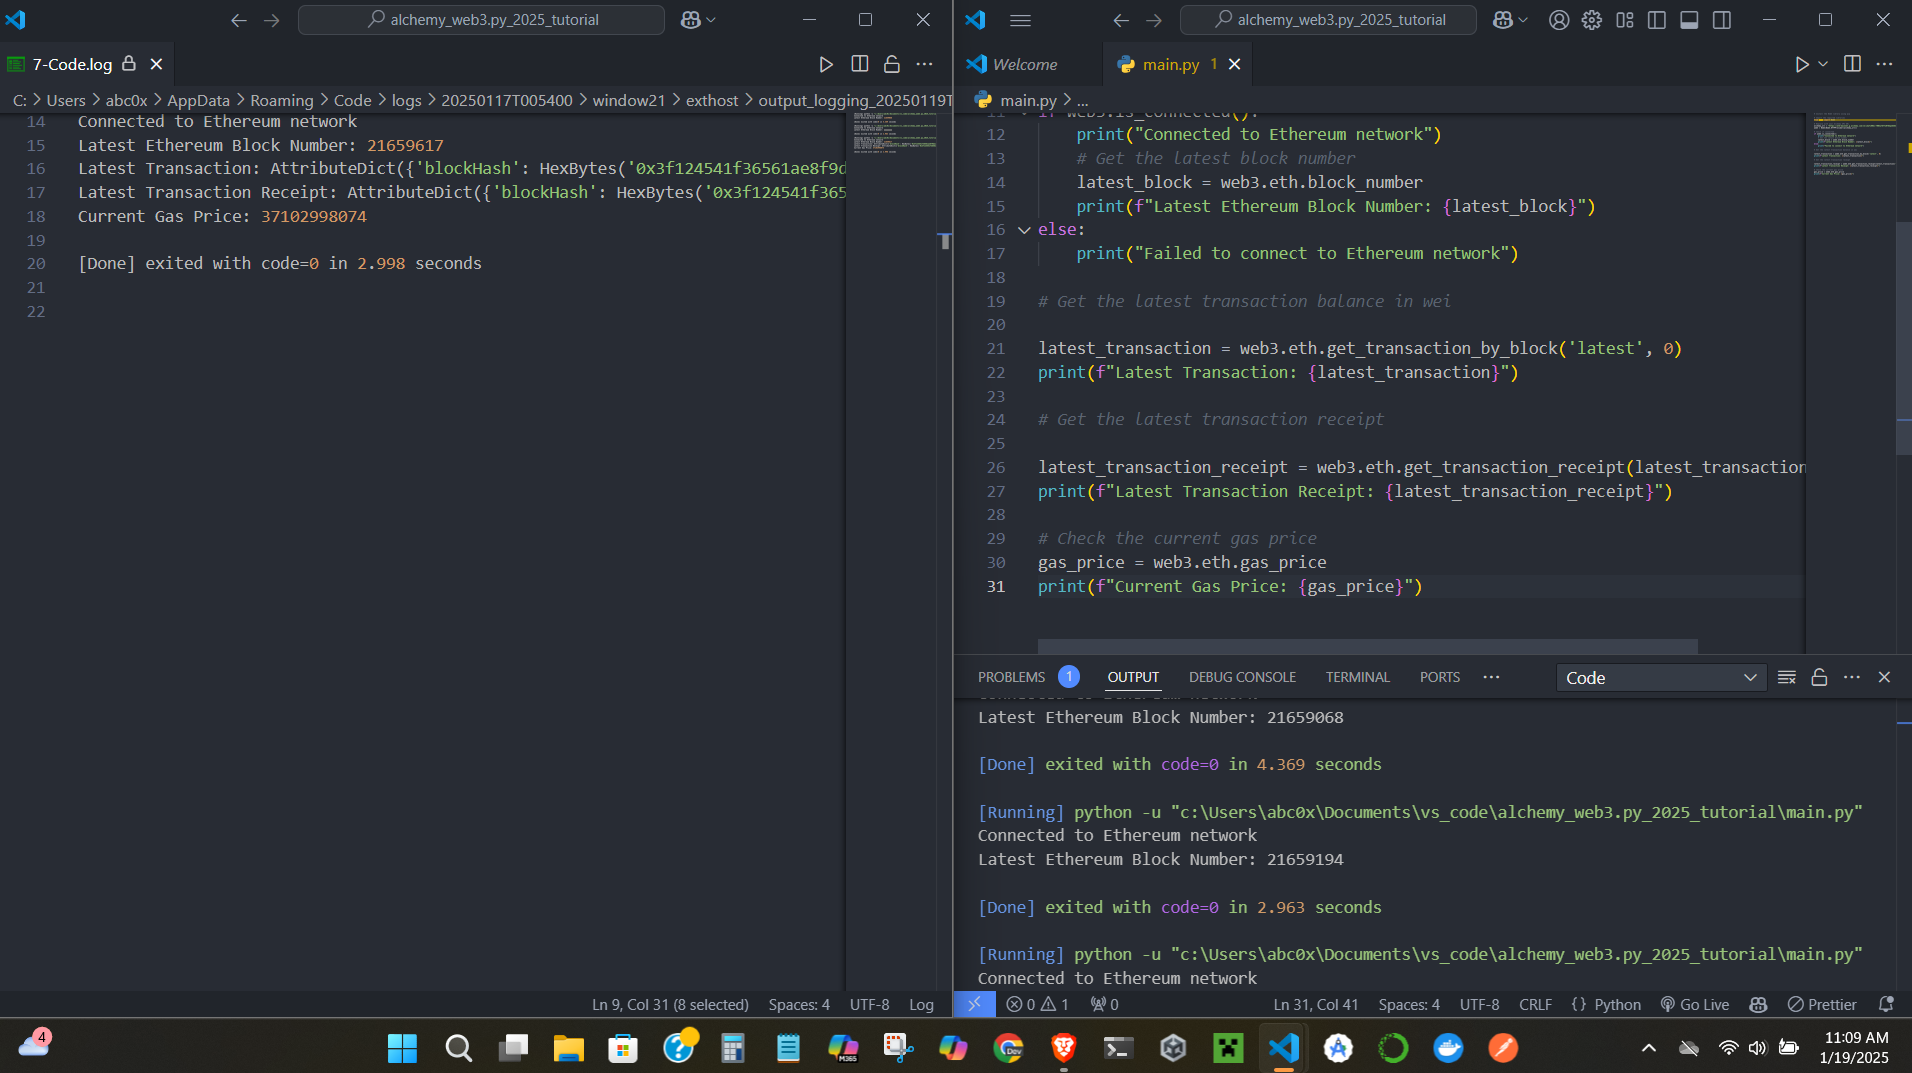 alchemy_web3.py_2025_tutorial
7-Code.log
C: > Users > abc0x > AppData > Roaming > Code > logs > 20250117T005400 > window21 > exthost > output_logging_20250119T
14 Connected to Ethereum network
15 Latest Ethereum Block Number: 21659617
16 Latest Transaction: AttributeDict({'blockHash': HexBytes('0x3f124541f36561ae8f9d
17 Latest Transaction Receipt: AttributeDict({'blockHash': HexBytes('0x3f124541f365
18 Current Gas Price: 37102998074
19
20 [Done] exited with code=0 in 2.998 seconds
21
22
Ln 9, Col 31 (8 selected) Spaces: 4 UTF-8 Log
alchemy_web3.py_2025_tutorial
Welcome main.py 1
main.py > ...
11 if web3.is_connected():
12 print("Connected to Ethereum network")
13 # Get the latest block number
14 latest_block = web3.eth.block_number
15 print(f"Latest Ethereum Block Number: {latest_block}")
16 else:
17 print("Failed to connect to Ethereum network")
18
19 # Get the latest transaction balance in wei
20
21 latest_transaction = web3.eth.get_transaction_by_block('latest', 0)
22 print(f"Latest Transaction: {latest_transaction}")
23
24 # Get the latest transaction receipt
25
26 latest_transaction_receipt = web3.eth.get_transaction_receipt(latest_transaction
27 print(f"Latest Transaction Receipt: {latest_transaction_receipt}")
28
29 # Check the current gas price
30 gas_price = web3.eth.gas_price
31 print(f"Current Gas Price: {gas_price}")
PROBLEMS 1 OUTPUT DEBUG CONSOLE TERMINAL PORTS ... Code
Connected to Ethereum network
Latest Ethereum Block Number: 21659068
[Done] exited with code=0 in 4.369 seconds
[Running] python -u "c:\Users\abc0x\Documents\vs_code\alchemy_web3.py_2025_tutorial\main.py"
Connected to Ethereum network
Latest Ethereum Block Number: 21659194
[Done] exited with code=0 in 2.963 seconds
[Running] python -u "c:\Users\abc0x\Documents\vs_code\alchemy_web3.py_2025_tutorial\main.py"
Connected to Ethereum network
0 1 0 Ln 31, Col 41 Spaces: 4 UTF-8 CRLF {} Python Go Live Prettier
4
M365
Dev
11:09 AM
1/19/2025